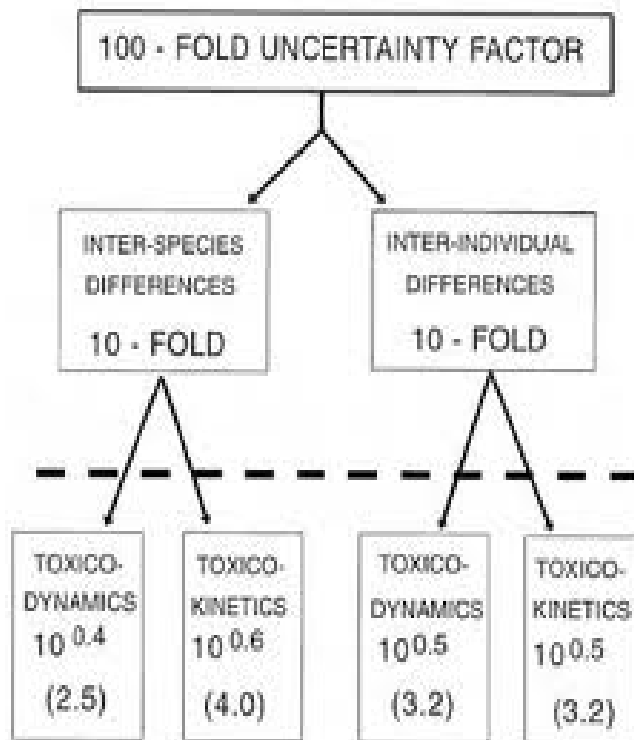 100 - FOLD UNCERTAINTY FACTOR
INTER-SPECIES
DIFFERENCES
10 - FOLD
INTER-INDIVIDUAL
DIFFERENCES
10 - FOLD
TOXICO-
DYNAMICS
10^0.4
(2.5)
TOXICO-
KINETICS
10^0.6
(4.0)
TOXICO-
DYNAMICS
10^0.5
(3.2)
TOXICO-
KINETICS
10^0.5
(3.2)